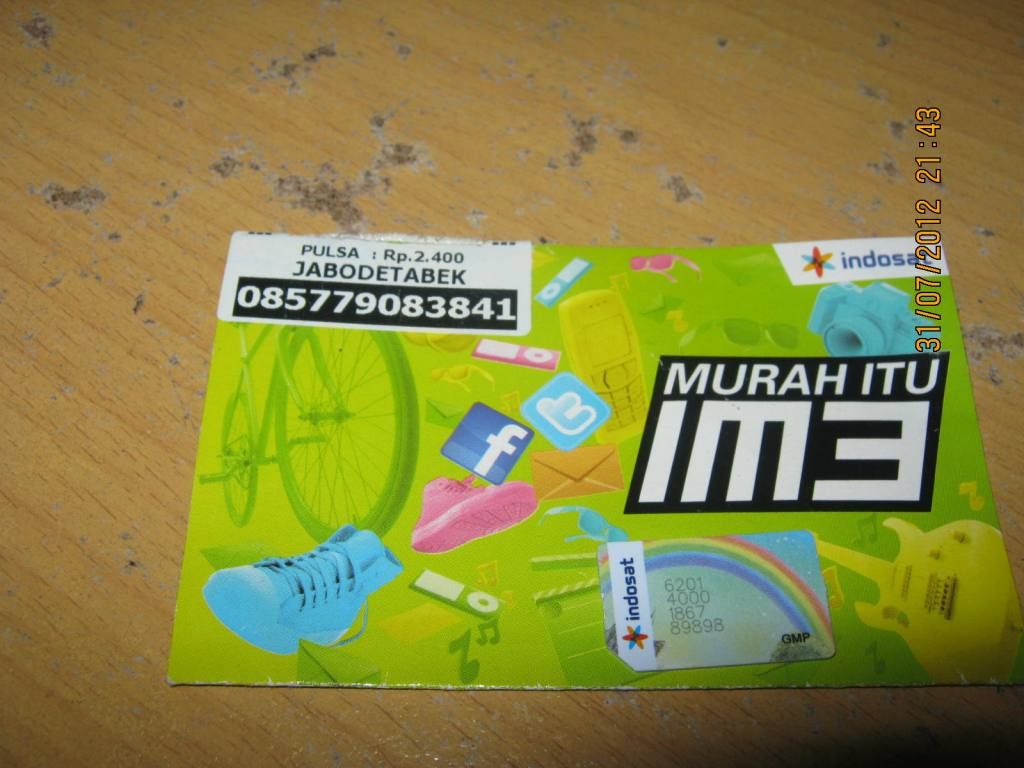 PULSA : Rp.2.400
JABODETABEK
085779083841
indosat
MURAH ITU
IM3
indosat
6201
4000
1867
89898
GMP
31/07/2012 21:43